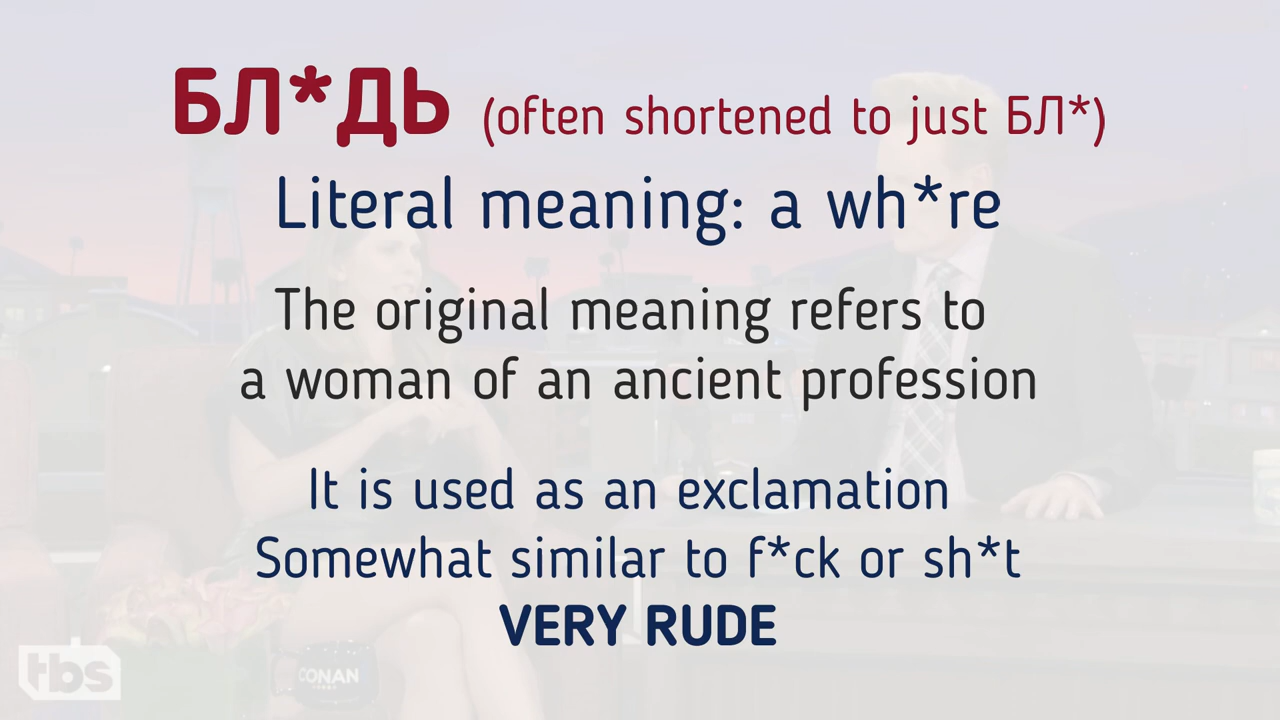 БЛ*ДЬ (often shortened to just БЛ*)
Literal meaning: a wh*re
The original meaning refers to
a woman of an ancient profession
It is used as an exclamation
Somewhat similar to f*ck or sh*t
VERY RUDE
tbs
CONAN